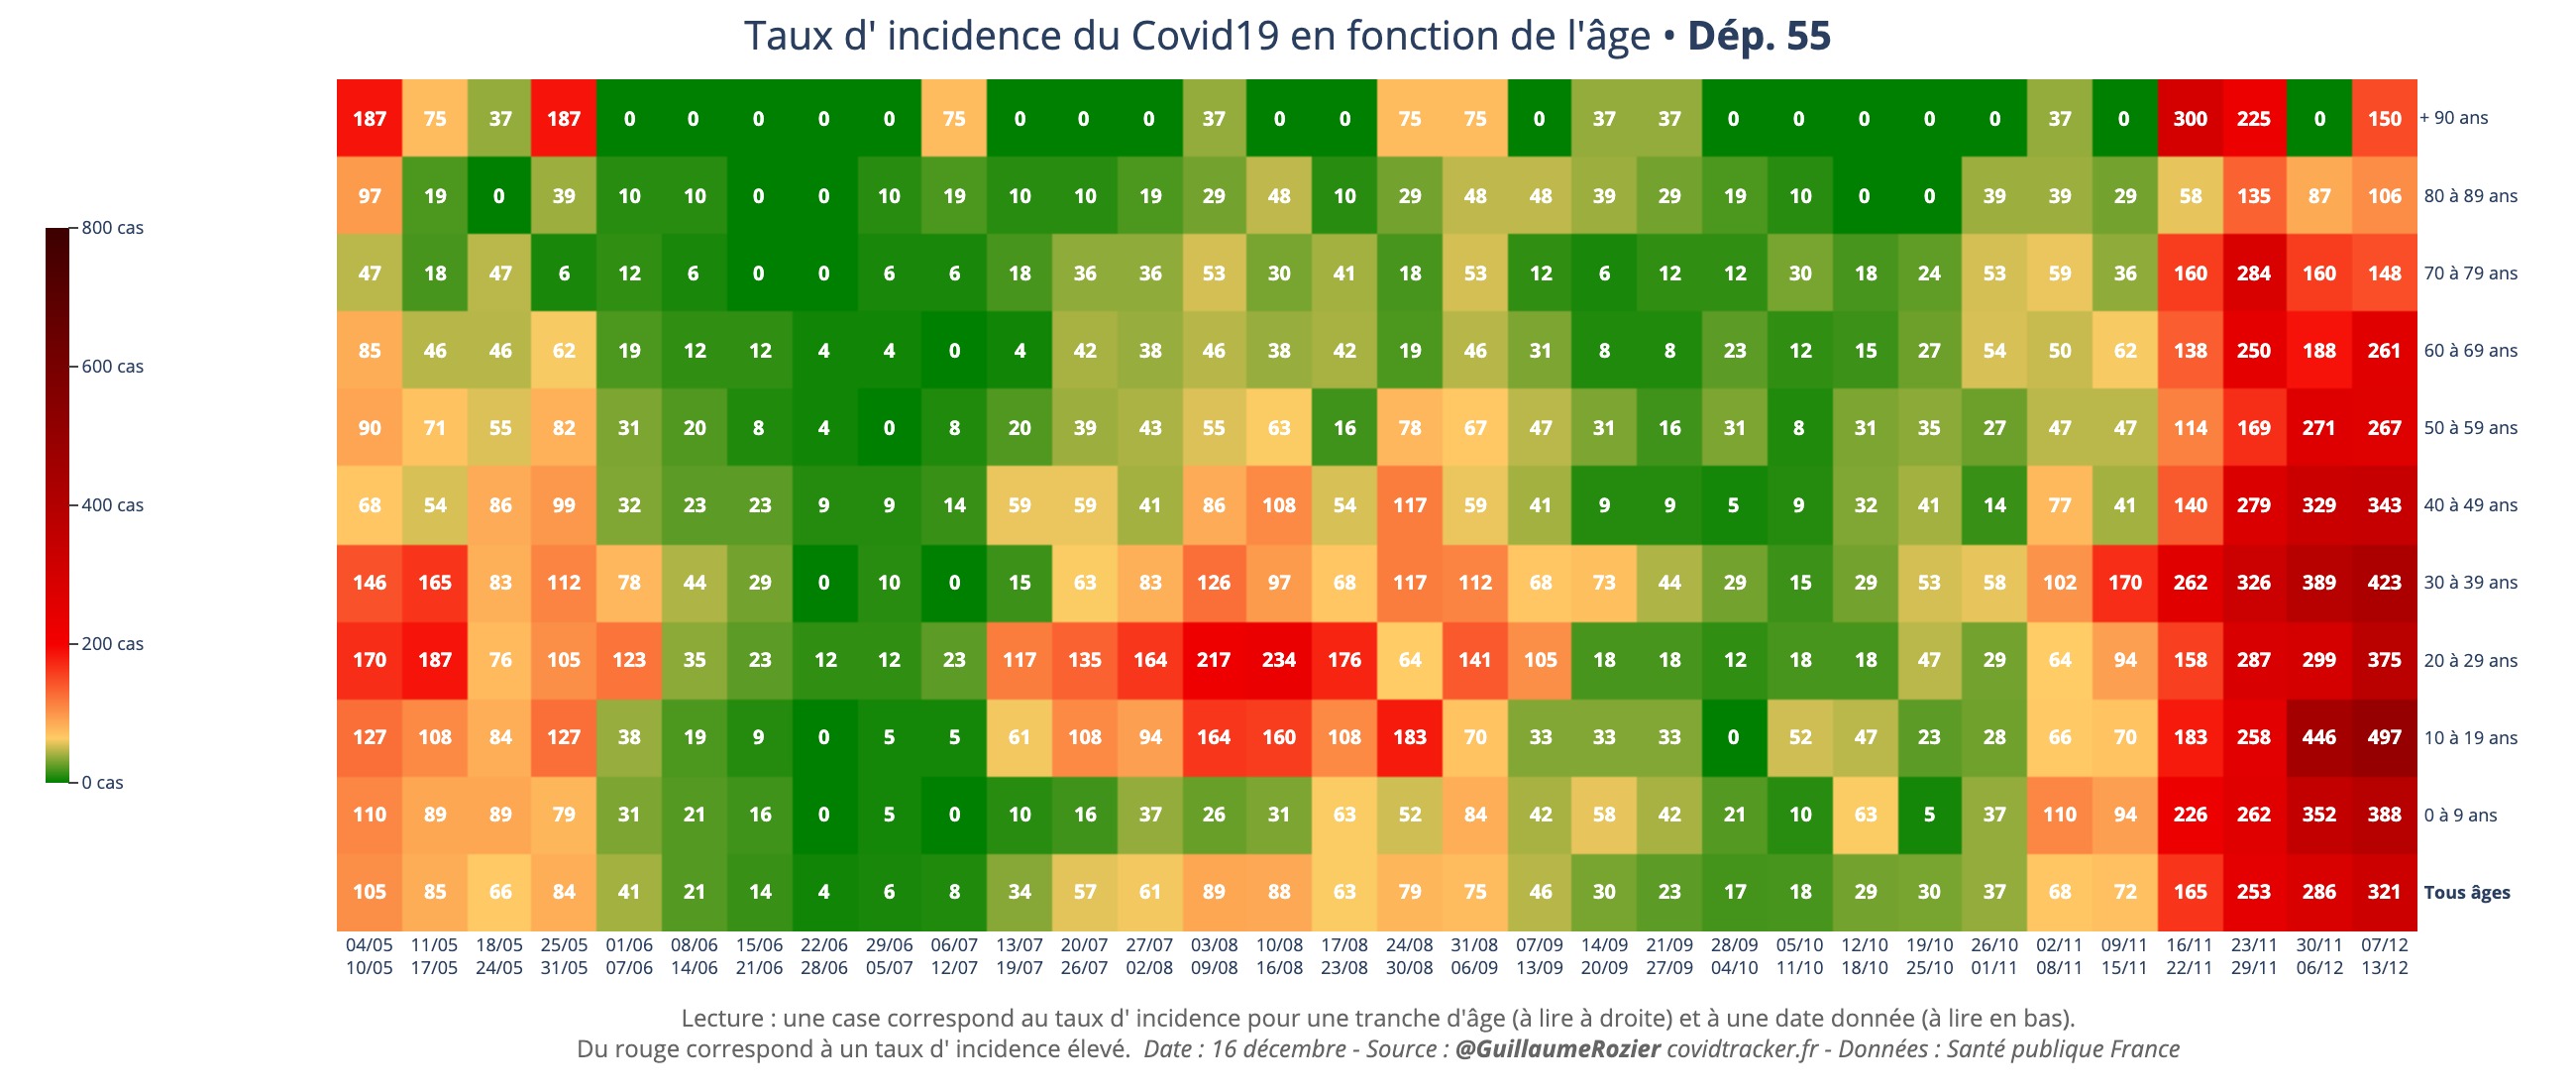 Taux d' incidence du Covid19 en fonction de l'âge • Dép. 55
187 75 37 187 0 0 0 0 0 75 0 0 0 37 0 0 75 75 0 37 37 0 0 0 0 0 37 0 300 225 0 150 + 90 ans
97 19 0 39 10 10 0 0 10 19 10 10 19 29 48 10 29 48 48 39 29 19 10 0 0 39 39 29 58 135 87 106 80 à 89 ans
800 cas
47 18 47 6 12 6 0 0 6 6 18 36 36 53 30 41 18 53 12 6 12 12 30 18 24 53 59 36 160 284 160 148 70 à 79 ans
85 46 46 62 19 12 12 4 4 0 4 42 38 46 38 42 19 46 31 8 8 23 12 15 27 54 50 62 138 250 188 261 60 à 69 ans
600 cas
90 71 55 82 31 20 8 4 0 8 20 39 43 55 63 16 78 67 47 31 16 31 8 31 35 27 47 47 114 169 271 267 50 à 59 ans
400 cas
68 54 86 99 32 23 23 9 9 14 59 59 41 86 108 54 117 59 41 9 9 5 9 32 41 14 77 41 140 279 329 343 40 à 49 ans
146 165 83 112 78 44 29 0 10 0 15 63 83 126 97 68 117 112 68 73 44 29 15 29 53 58 102 170 262 326 389 423 30 à 39 ans
200 cas
170 187 76 105 123 35 23 12 12 23 117 135 164 217 234 176 64 141 105 18 18 12 18 18 47 29 64 94 158 287 299 375 20 à 29 ans
127 108 84 127 38 19 9 0 5 5 61 108 94 164 160 108 183 70 33 33 33 0 52 47 23 28 66 70 183 258 446 497 10 à 19 ans
0 cas
110 89 89 79 31 21 16 0 5 0 10 16 37 26 31 63 52 84 42 58 42 21 10 63 5 37 110 94 226 262 352 388 0 à 9 ans
105 85 66 84 41 21 14 4 6 8 34 57 61 89 88 63 79 75 46 30 23 17 18 29 30 37 68 72 165 253 286 321 Tous âges
04/05 11/05 18/05 25/05 01/06 08/06 15/06 22/06 29/06 06/07 13/07 20/07 27/07 03/08 10/08 17/08 24/08 31/08 07/09 14/09 21/09 28/09 05/10 12/10 19/10 26/10 02/11 09/11 16/11 23/11 30/11 07/12
10/05 17/05 24/05 31/05 07/06 14/06 21/06 28/06 05/07 12/07 19/07 26/07 02/08 09/08 16/08 23/08 30/08 06/09 13/09 20/09 27/09 04/10 11/10 18/10 25/10 01/11 08/11 15/11 22/11 29/11 06/12 13/12
Lecture : une case correspond au taux d' incidence pour une tranche d'âge (à lire à droite) et à une date donnée (à lire en bas).
Du rouge correspond à un taux d' incidence élevé. Date : 16 décembre - Source : @GuillaumeRozier covidtracker.fr - Données : Santé publique France